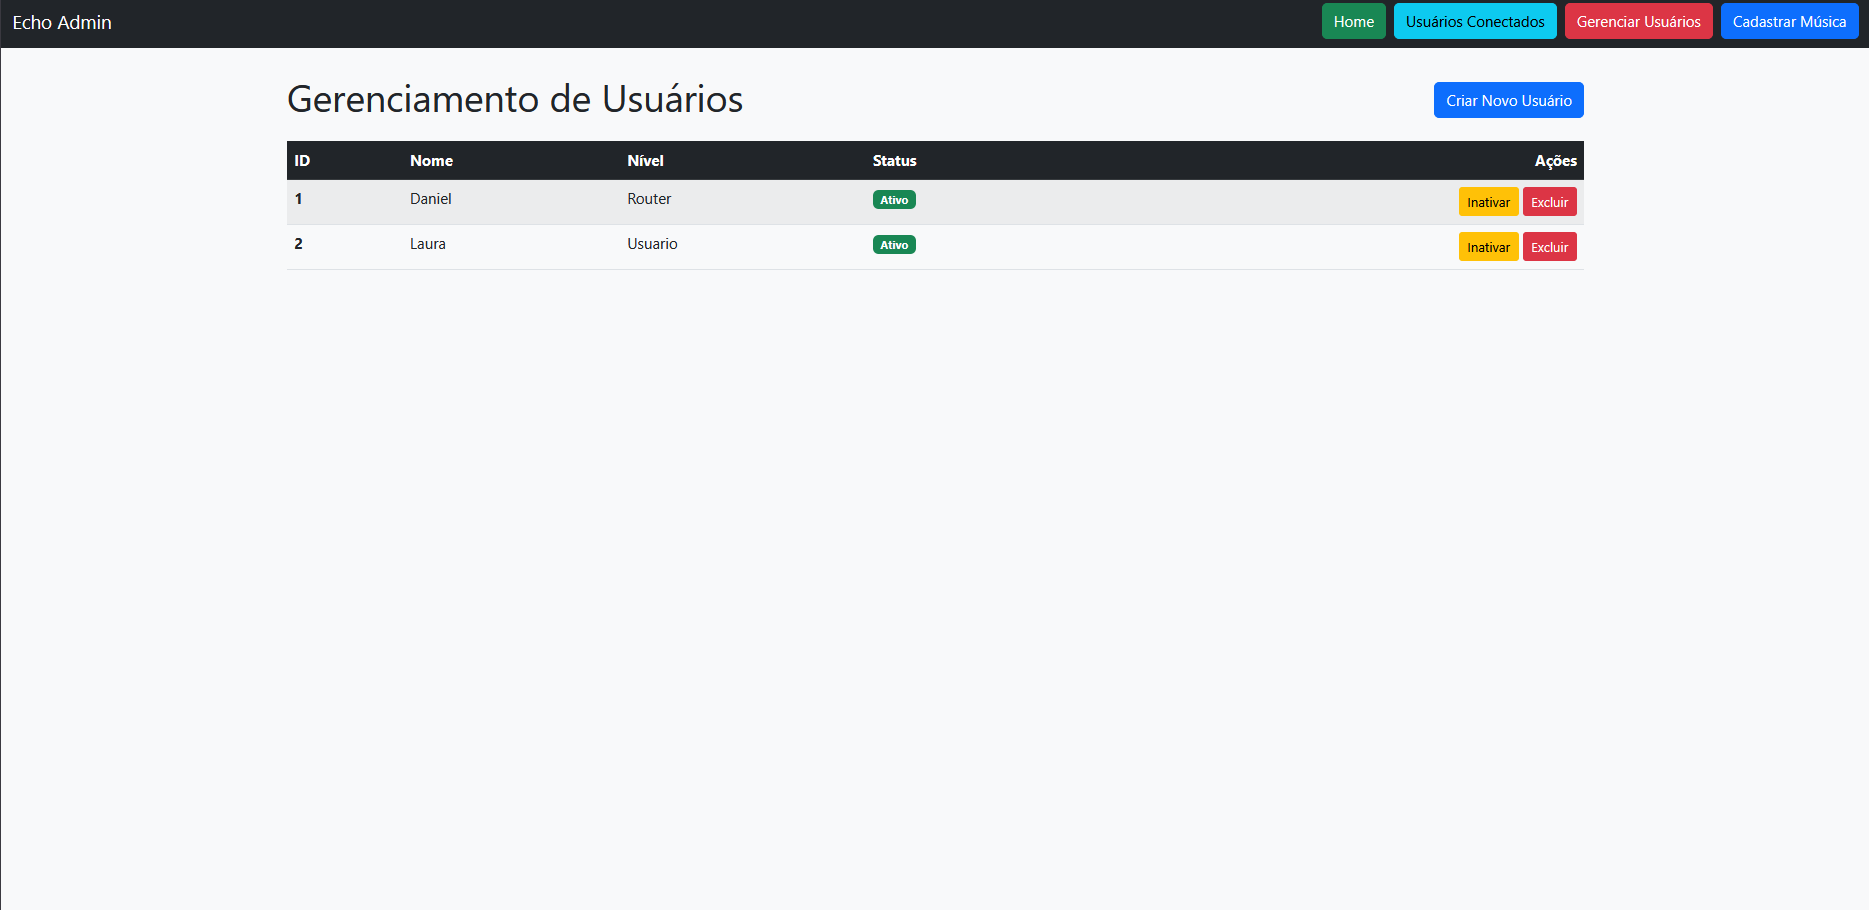 Echo Admin Home Usuários Conectados Gerenciar Usuários Cadastrar Música
Gerenciamento de Usuários Criar Novo Usuário
ID Nome Nível Status Ações
1 Daniel Router Ativo Inativar Excluir
2 Laura Usuario Ativo Inativar Excluir